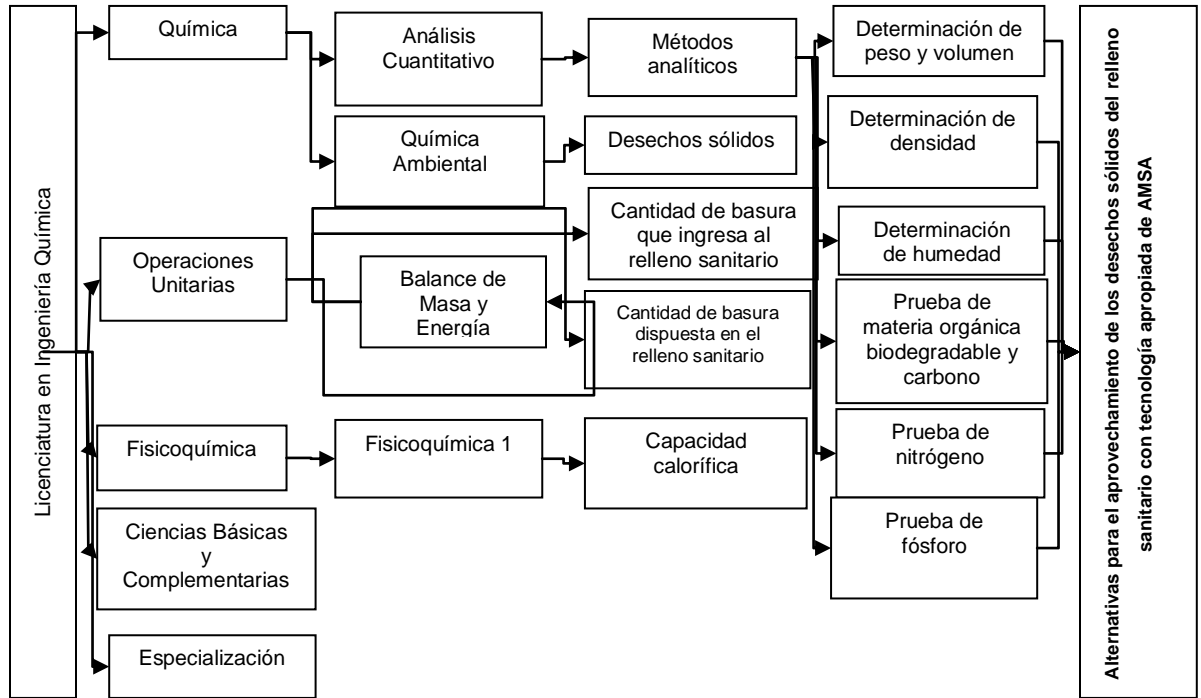 Licenciatura en Ingeniería Química
Química
Operaciones
Unitarias
Fisicoquímica
Ciencias Básicas
y
Complementarias
Especialización
Análisis
Cuantitativo
Química
Ambiental
Balance de
Masa y
Energía
Fisicoquímica 1
Métodos
analíticos
Desechos sólidos
Cantidad de basura
que ingresa al
relleno sanitario
Cantidad de basura
dispuesta en el
relleno sanitario
Capacidad
calorífica
Determinación de
peso y volumen
Determinación de
densidad
Determinación
de humedad
Prueba de
materia orgánica
biodegradable y
carbono
Prueba de
nitrógeno
Prueba de
fósforo
Alternativas para el aprovechamiento de los desechos sólidos del relleno
sanitario con tecnología apropiada de AMSA